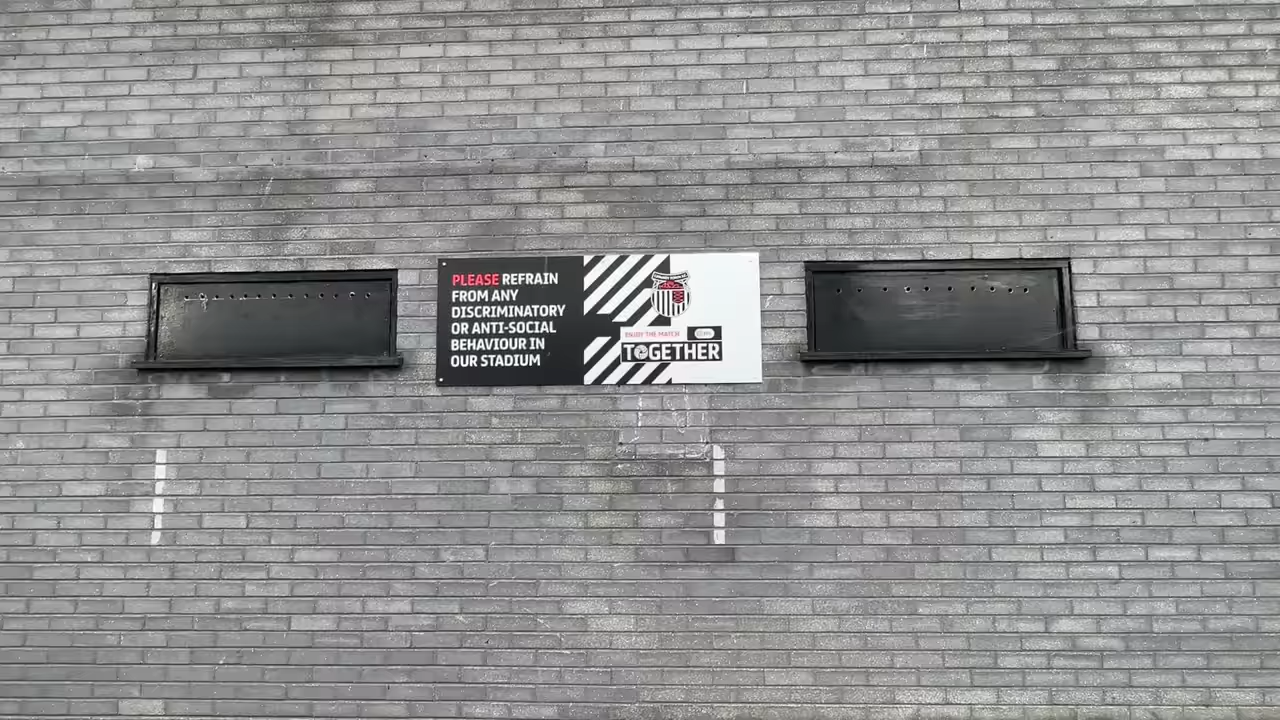 PLEASE REFRAIN
FROM ANY
DISCRIMINATORY
OR ANTI-SOCIAL
BEHAVIOUR IN
OUR STADIUM
ENJOY THE MATCH
TOGETHER